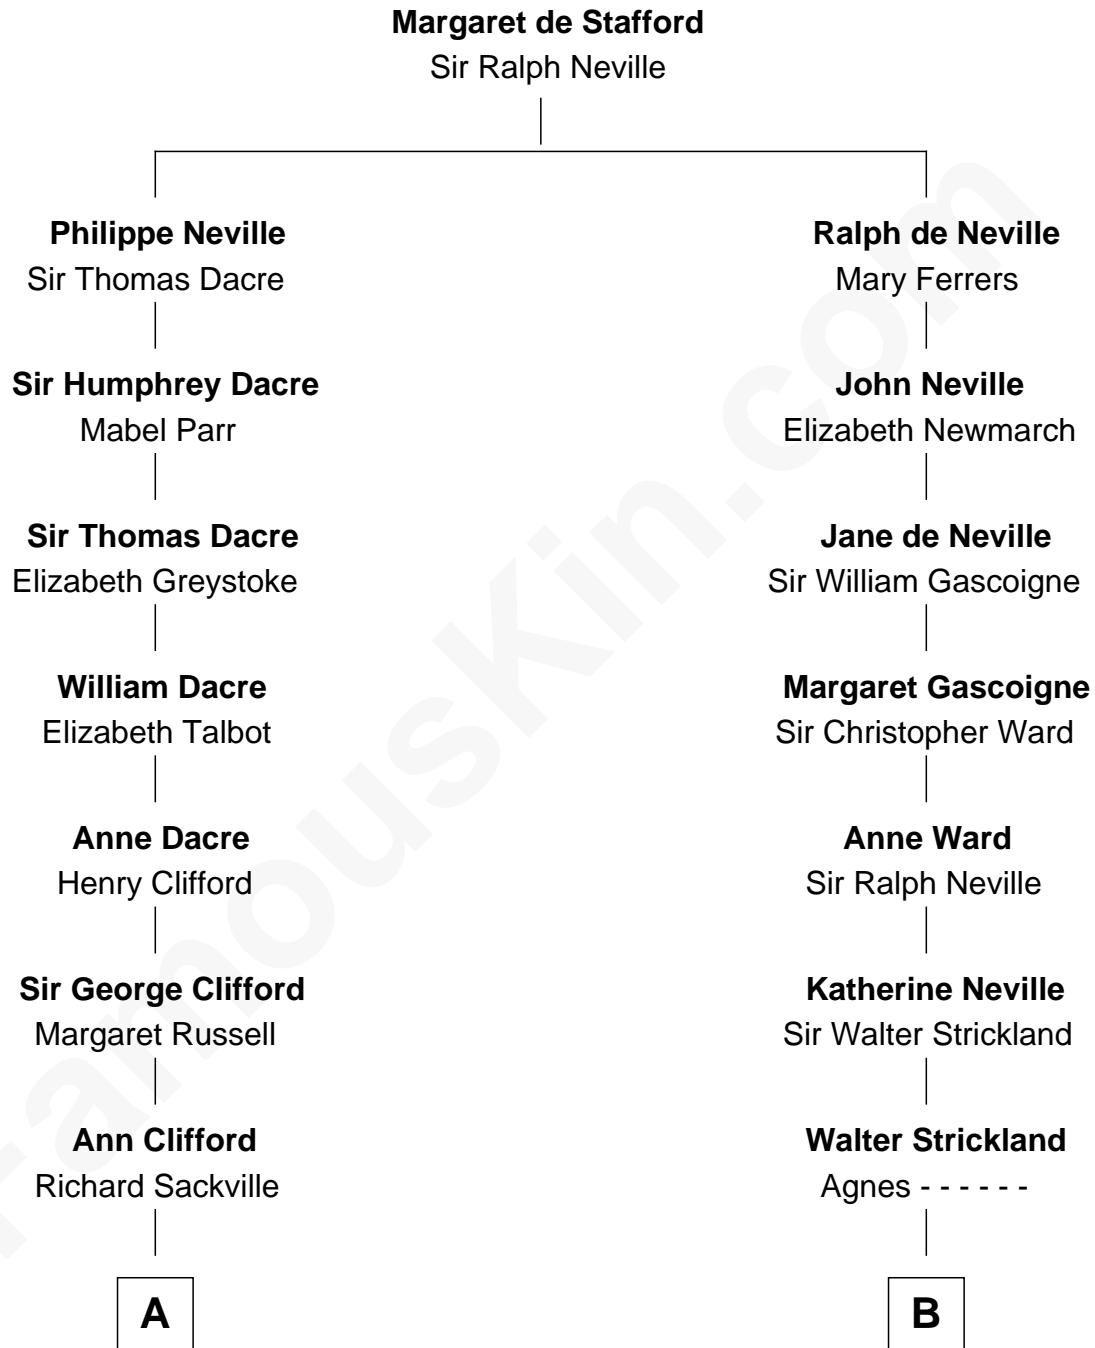 Margaret de Stafford
Sir Ralph Neville
Philippe Neville
Sir Thomas Dacre
Ralph de Neville
Mary Ferrers
Sir Humphrey Dacre
Mabel Parr
John Neville
Elizabeth Newmarch
Sir Thomas Dacre
Elizabeth Greystoke
Jane de Neville
Sir William Gascoigne
William Dacre
Elizabeth Talbot
Margaret Gascoigne
Sir Christopher Ward
Anne Dacre
Henry Clifford
Anne Ward
Sir Ralph Neville
Sir George Clifford
Margaret Russell
Katherine Neville
Sir Walter Strickland
Ann Clifford
Richard Sackville
Walter Strickland
Agnes - - - - - -
A
B
FamousKin.com